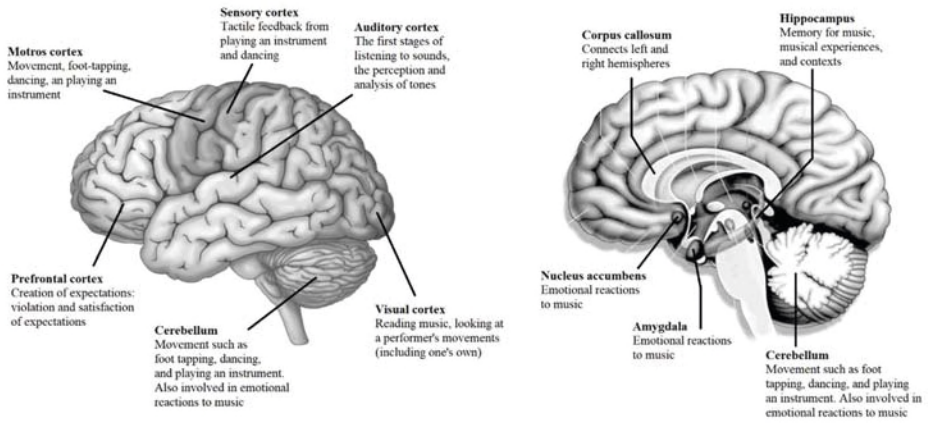 Sensory cortex
Tactile feedback from
playing an instrument
and dancing
Auditory cortex
The first stages of
listening to sounds,
the perception and
analysis of tones
Motros cortex
Movement, foot-tapping,
dancing, an playing an
instrument
Prefrontal cortex
Creation of expectations:
violation and satisfaction
of expectations
Cerebellum
Movement such as
foot tapping, dancing,
and playing an instrument.
Also involved in emotional
reactions to music
Visual cortex
Reading music, looking at
a performer's movements
(including one's own)
Corpus callosum
Connects left and
right hemispheres
Hippocampus
Memory for music,
musical experiences,
and contexts
Nucleus accumbens
Emotional reactions
to music
Amygdala
Emotional reactions
to music
Cerebellum
Movement such as foot
tapping, dancing, and playing
an instrument. Also involved in
emotional reactions to music